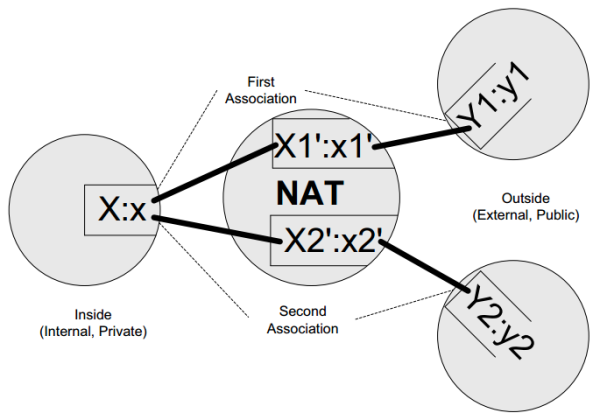 First
Association
Y1:y1
X1':x1'
NAT
X:x
X2':x2'
Outside
(External, Public)
Inside
(Internal, Private)
Second
Association
Y2:y2